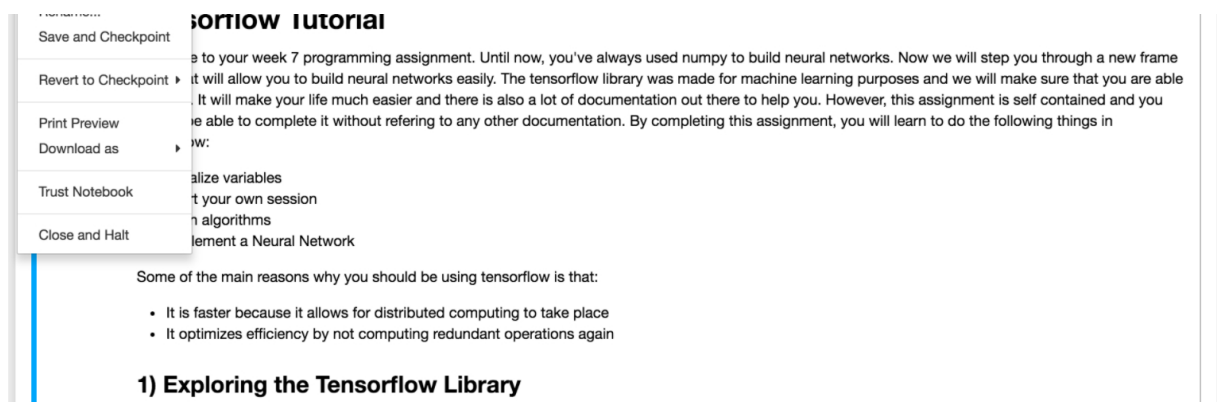 Tensorflow Tutorial
Save and Checkpoint
Revert to Checkpoint
Print Preview
Download as
Trust Notebook
Close and Halt
to your week 7 programming assignment. Until now, you've always used numpy to build neural networks. Now we will step you through a new frame
will allow you to build neural networks easily. The tensorflow library was made for machine learning purposes and we will make sure that you are able
. It will make your life much easier and there is also a lot of documentation out there to help you. However, this assignment is self contained and you
be able to complete it without refering to any other documentation. By completing this assignment, you will learn to do the following things in
variables
your own session
algorithms
a Neural Network
Some of the main reasons why you should be using tensorflow is that:
• It is faster because it allows for distributed computing to take place
• It optimizes efficiency by not computing redundant operations again
1) Exploring the Tensorflow Library